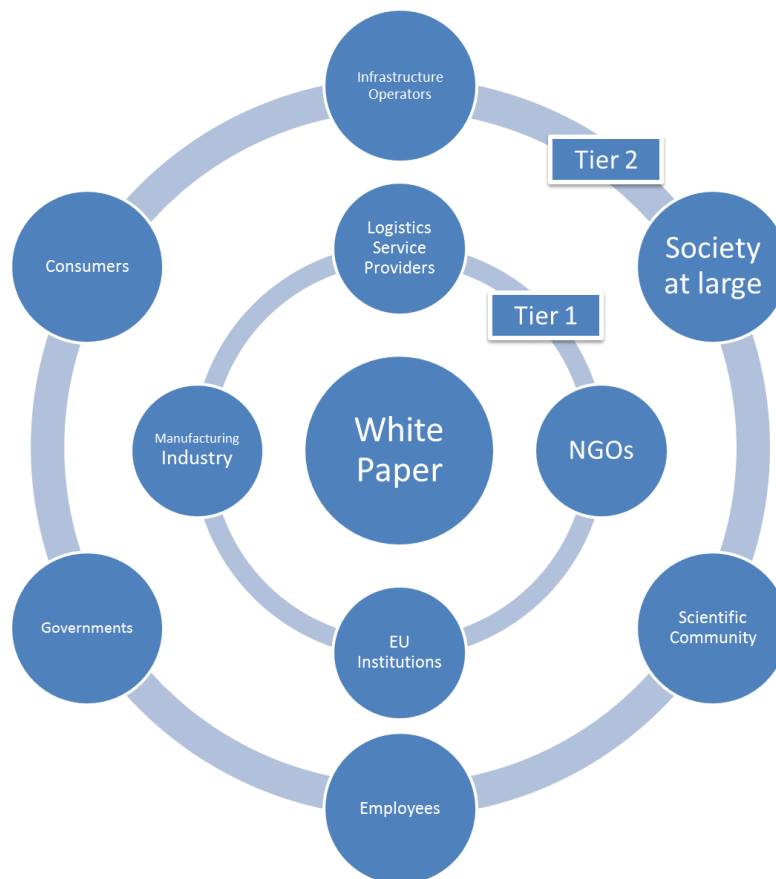 Infrastructure
Operators
Tier 2
Logistics
Service
Providers
Consumers
Society
at large
Tier 1
White
Paper
Manufacturing
Industry
NGOs
Governments
EU
Institutions
Scientific
Community
Employees